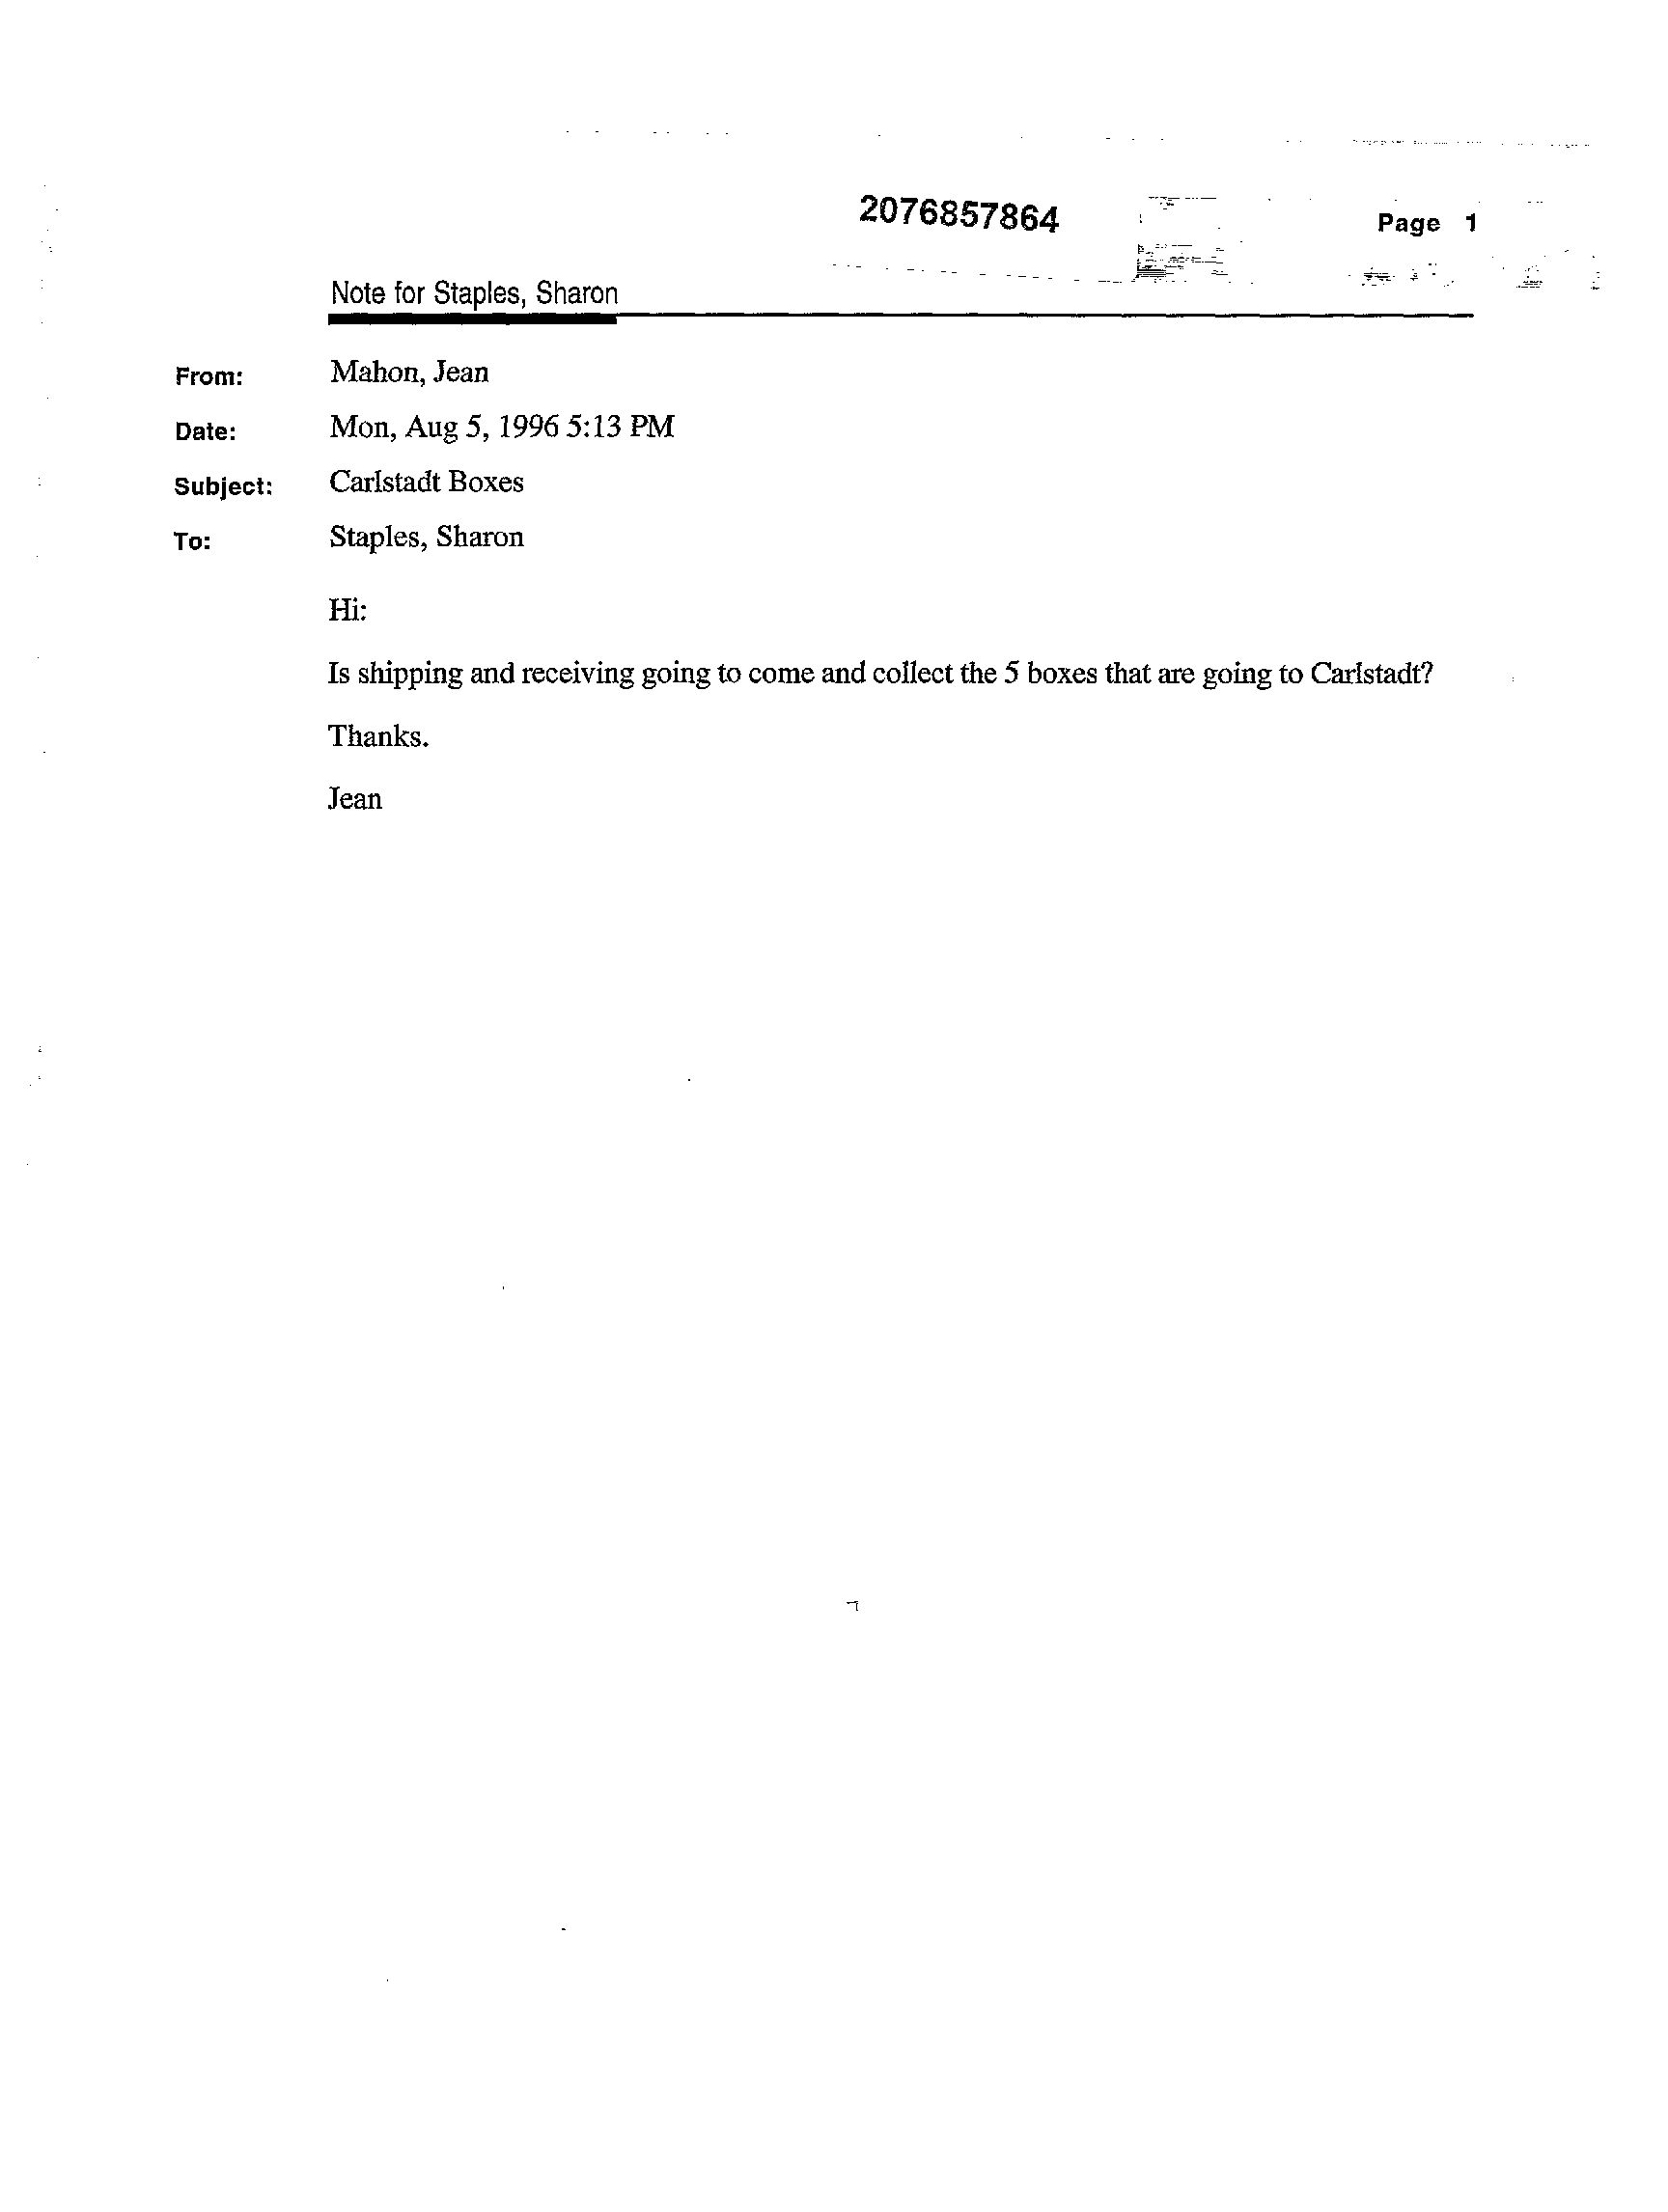 2076857864
Page 1
Note for Staples, Sharon
From: Mahon, Jean
Date: Mon, Aug 5, 1996 5:13 PM
Subject: Carlstadt Boxes
To: Staples, Sharon
Hi:
Is shipping and receiving going to come and collect the 5 boxes that are going to Carlstadt?
Thanks.
Jean